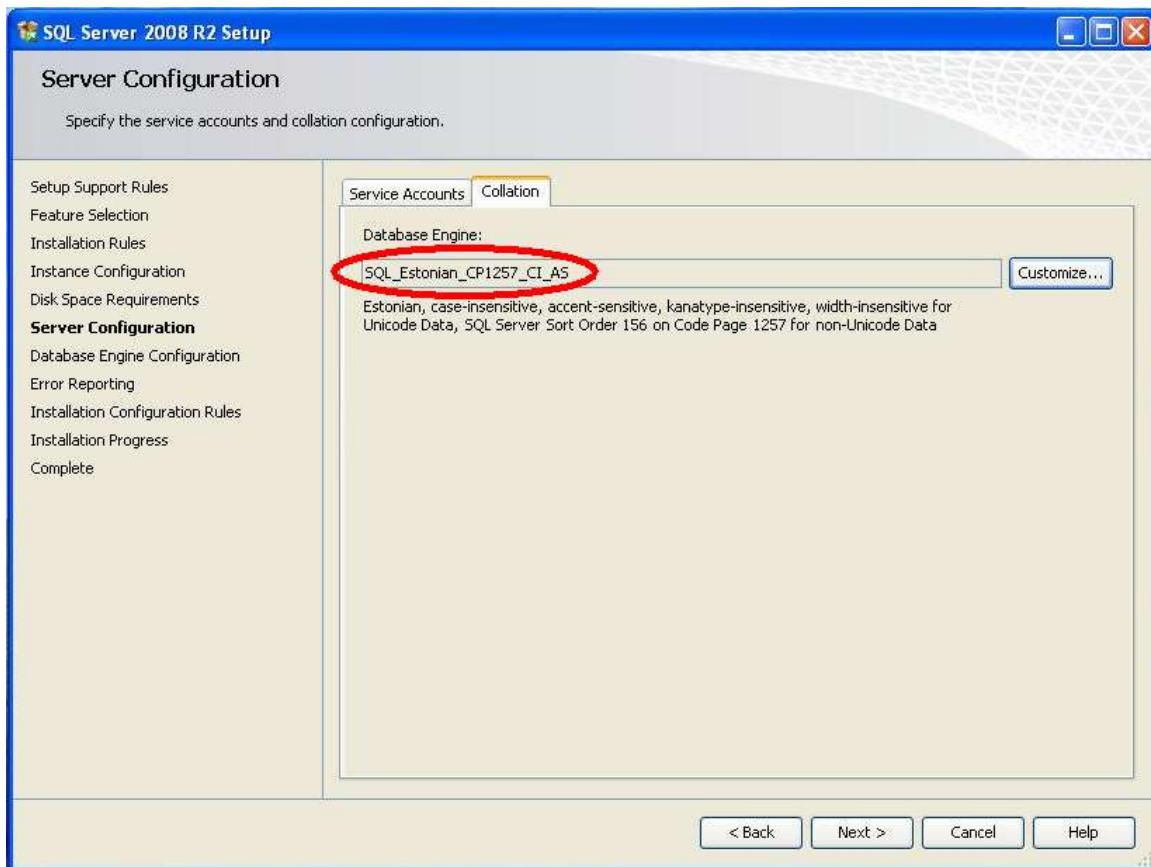 SQL Server 2008 R2 Setup
Server Configuration
Specify the service accounts and collation configuration.
Setup Support Rules
Feature Selection
Installation Rules
Instance Configuration
Disk Space Requirements
Server Configuration
Database Engine Configuration
Error Reporting
Installation Configuration Rules
Installation Progress
Complete
Service Accounts Collation
Database Engine:
SQL_Estonian_CP1257_CI_AS Customize...
Estonian, case-insensitive, accent-sensitive, kanatype-insensitive, width-insensitive for
Unicode Data, SQL Server Sort Order 156 on Code Page 1257 for non-Unicode Data
< Back Next > Cancel Help